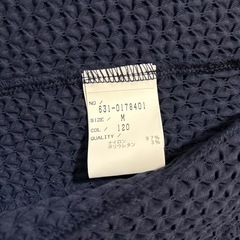 NO /
631-0178401
SIZE /
M
COL /
120
QUALITY /
ナイロン 97%
ポリウレタン 3%